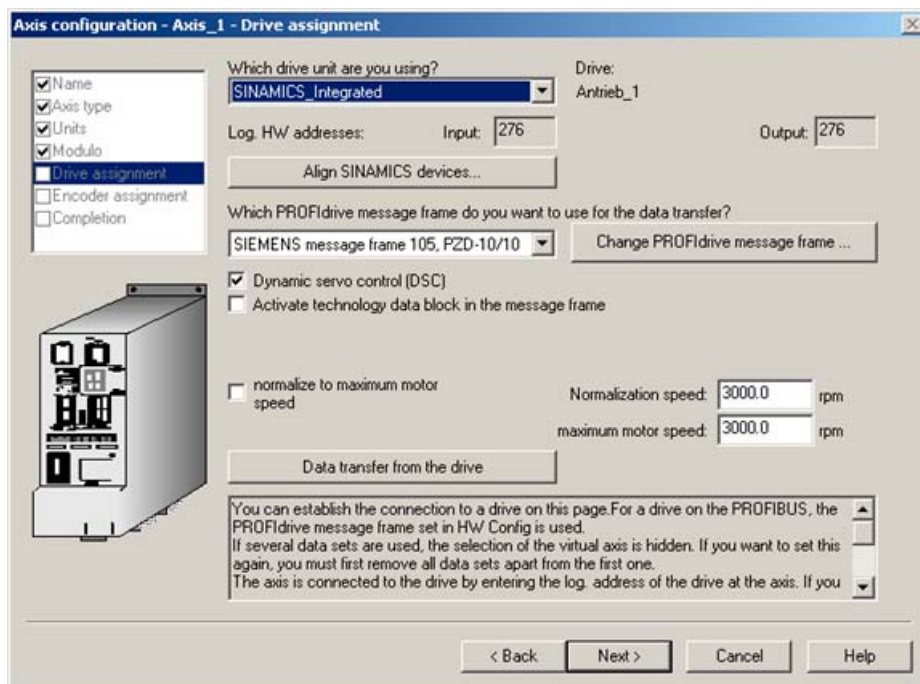 Axis configuration - Axis_1 - Drive assignment
Name
Axis type
Units
Modulo
Drive assignment
Encoder assignment
Completion
Which drive unit are you using?
Drive:
SINAMICS_Integrated
Antrieb_1
Log. HW addresses: Input: 276 Output: 276
Align SINAMICS devices...
Which PROFIdrive message frame do you want to use for the data transfer?
SIEMENS message frame 105, PZD-10/10
Change PROFIdrive message frame ...
Dynamic servo control (DSC)
Activate technology data block in the message frame
normalize to maximum motor
speed
Normalization speed: 3000.0 rpm
maximum motor speed: 3000.0 rpm
Data transfer from the drive
You can establish the connection to a drive on this page.For a drive on the PROFIBUS, the
PROFIdrive message frame set in HW Config is used.
If several data sets are used, the selection of the virtual axis is hidden. If you want to set this
again, you must first remove all data sets apart from the first one.
The axis is connected to the drive by entering the log. address of the drive at the axis. If you
< Back Next > Cancel Help